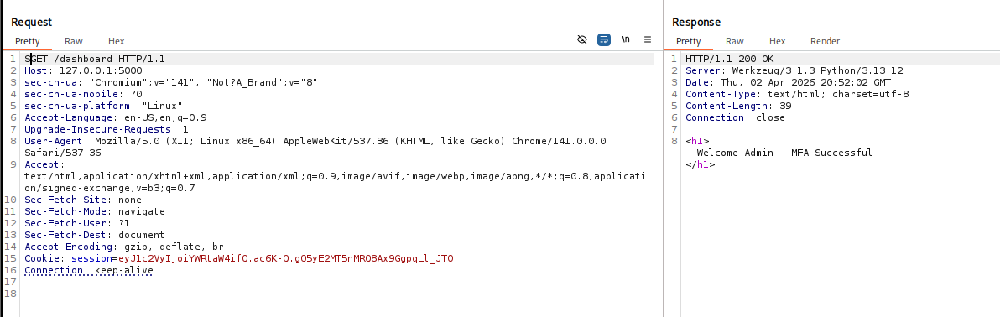 Request
Pretty Raw Hex
\n
1 SGET /dashboard HTTP/1.1
2 Host: 127.0.0.1:5000
3 sec-ch-ua: "Chromium";v="141", "Not?A_Brand";v="8"
4 sec-ch-ua-mobile: ?0
5 sec-ch-ua-platform: "Linux"
6 Accept-Language: en-US,en;q=0.9
7 Upgrade-Insecure-Requests: 1
8 User-Agent: Mozilla/5.0 (X11; Linux x86_64) AppleWebKit/537.36 (KHTML, like Gecko) Chrome/141.0.0.0
Safari/537.36
9 Accept:
text/html,application/xhtml+xml,application/xml;q=0.9,image/avif,image/webp,image/apng,*/*;q=0.8,applicati
on/signed-exchange;v=b3;q=0.7
10 Sec-Fetch-Site: none
11 Sec-Fetch-Mode: navigate
12 Sec-Fetch-User: ?1
13 Sec-Fetch-Dest: document
14 Accept-Encoding: gzip, deflate, br
15 Cookie: session=eyJ1c2VyIjoiYWRtaW4ifQ.ac6K-Q.gQ5yE2MT5nMRQ8Ax9GgpqLl_JT0
16 Connection: keep-alive
17
18
Response
Pretty Raw Hex Render
1 HTTP/1.1 200 OK
2 Server: Werkzeug/3.1.3 Python/3.13.12
3 Date: Thu, 02 Apr 2026 20:52:02 GMT
4 Content-Type: text/html; charset=utf-8
5 Content-Length: 39
6 Connection: close
7
8 <h1>
Welcome Admin - MFA Successful
</h1>